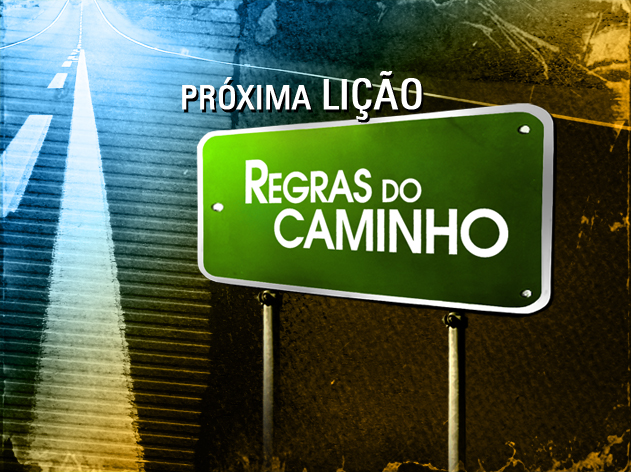 PRÓXIMA LIÇÃO
REGRAS DO
CAMINHO